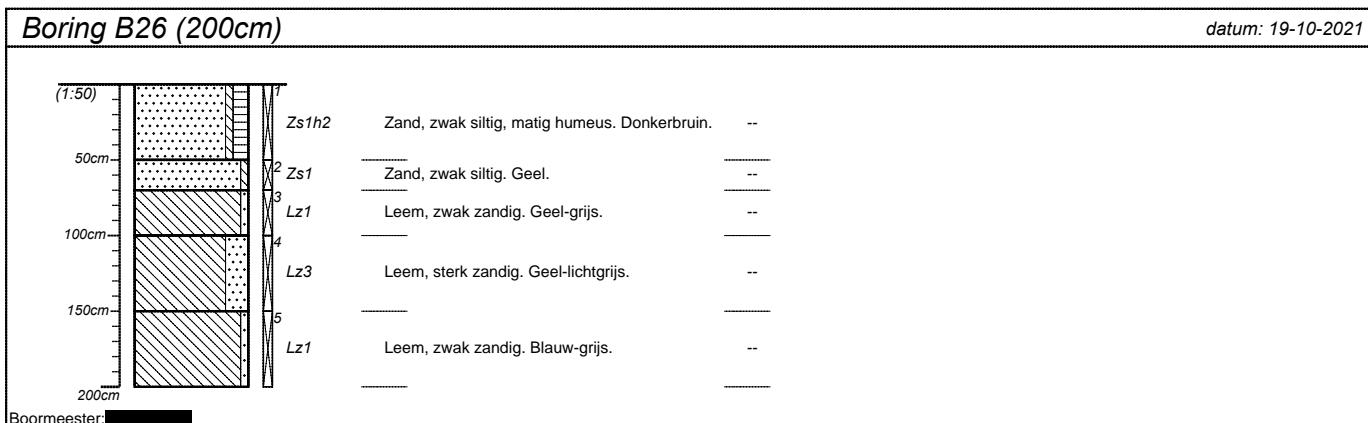 Boring B26 (200cm) datum: 19-10-2021
(1:50)
1
Zs1h2 Zand, zwak siltig, matig humeus. Donkerbruin. --
50cm
2 Zs1 Zand, zwak siltig. Geel. --
3
Lz1 Leem, zwak zandig. Geel-grijs. --
100cm
4
Lz3 Leem, sterk zandig. Geel-lichtgrijs. --
150cm
5
Lz1 Leem, zwak zandig. Blauw-grijs. --
200cm
Boormeester: